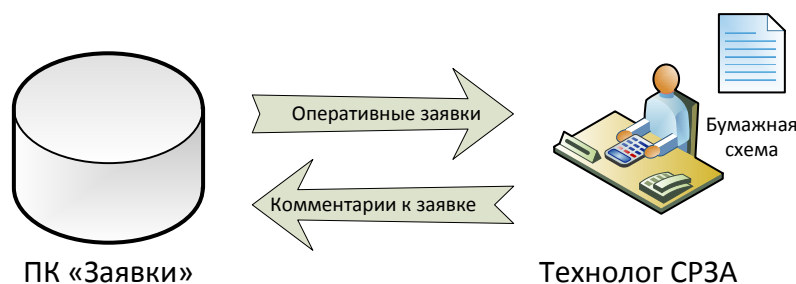 Оперативные заявки
Бумажная
схема
Комментарии к заявке
ПК «Заявки»
Технолог СРЗА